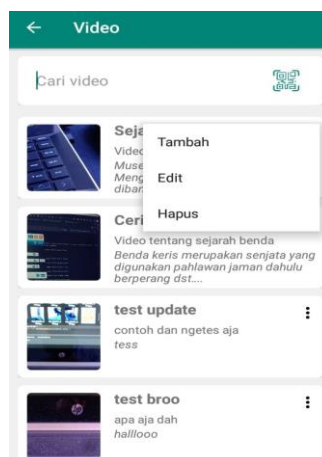 Video
Cari video
Seja
Video
Muse
Meng
diban
Tambah
Edit
Hapus
Ceri
Video tentang sejarah benda
Benda keris merupakan senjata yang
digunakan pahlawan jaman dahulu
berperang dst....
test update
contoh dan ngetes aja
tess
test broo
apa aja dah
halllooo